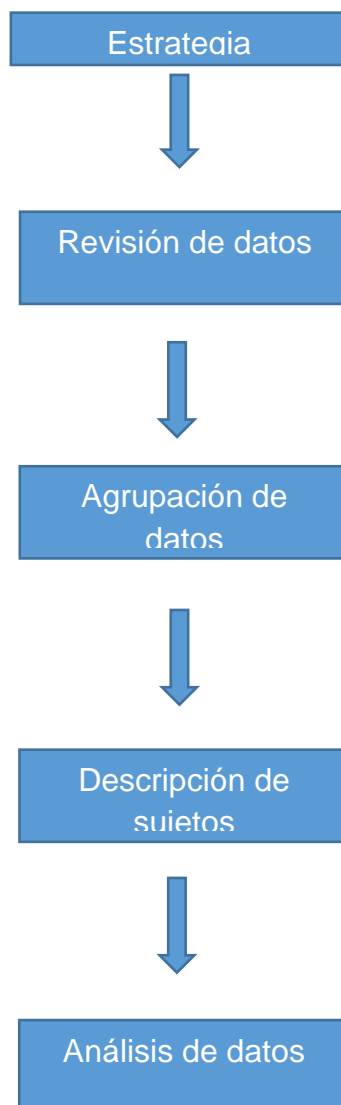 Estrategia
Revisión de datos
Agrupación de
datos
Descripción de
sujetos
Análisis de datos